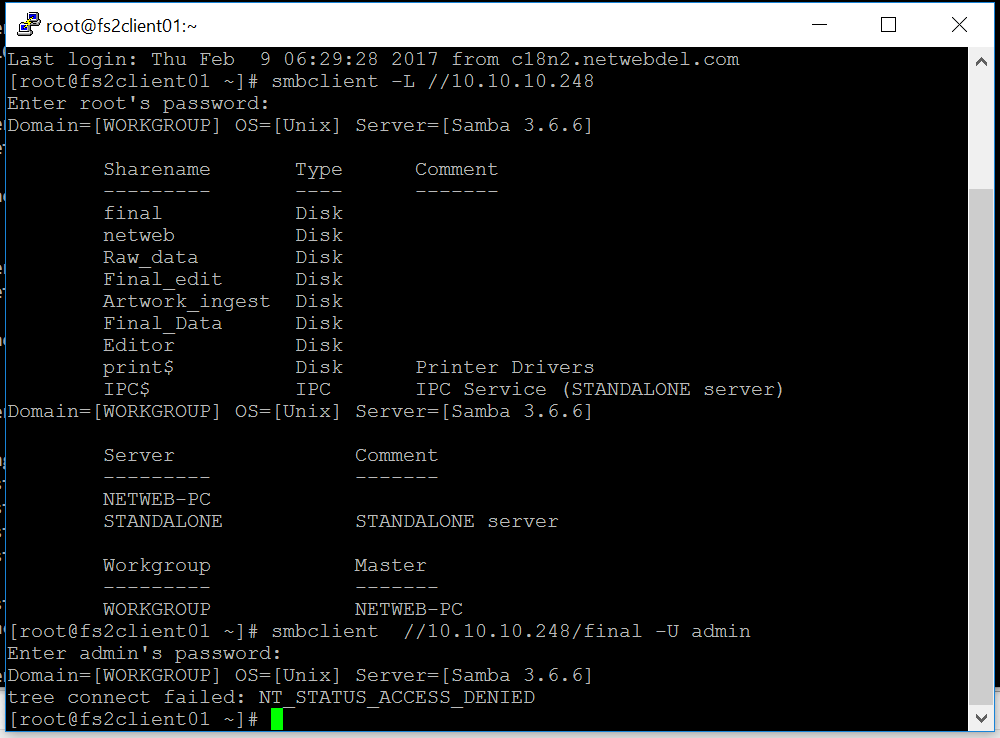 root@fs2client01:~
Last login: Thu Feb  9 06:29:28 2017 from c18n2.netwebdel.com
[root@fs2client01 ~]# smbclient -L //10.10.10.248
Enter root's password:
Domain=[WORKGROUP] OS=[Unix] Server=[Samba 3.6.6]
        Sharename       Type      Comment
        ---------       ----      -------
        final           Disk
        netweb          Disk
        Raw_data        Disk
        Final_edit      Disk
        Artwork_ingest  Disk
        Final_Data      Disk
        Editor          Disk
        print$          Disk      Printer Drivers
        IPC$            IPC       IPC Service (STANDALONE server)
Domain=[WORKGROUP] OS=[Unix] Server=[Samba 3.6.6]
        Server               Comment
        ---------            -------
        NETWEB-PC
        STANDALONE           STANDALONE server
        Workgroup            Master
        ---------            -------
        WORKGROUP            NETWEB-PC
[root@fs2client01 ~]# smbclient  //10.10.10.248/final -U admin
Enter admin's password:
Domain=[WORKGROUP] OS=[Unix] Server=[Samba 3.6.6]
tree connect failed: NT_STATUS_ACCESS_DENIED
[root@fs2client01 ~]#